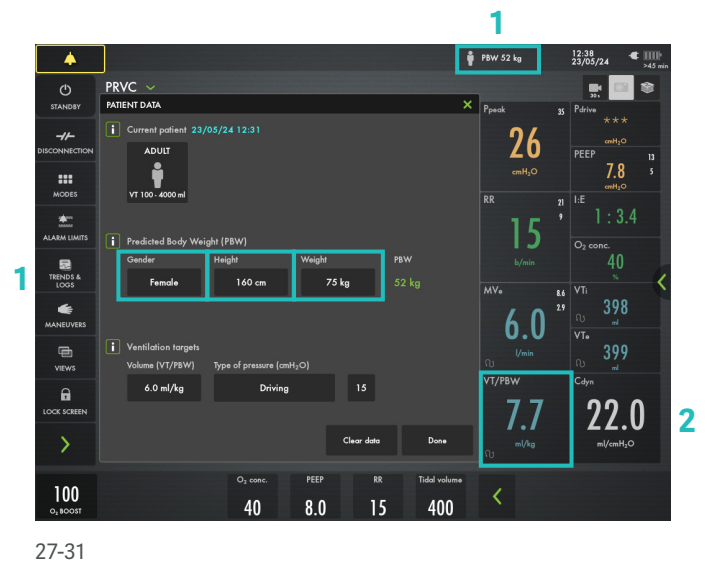 1
PBW 52 kg
12:38
23/05/24
>45 min
STANDBY
DISCONNECTION
MODES
ALARM LIMITS
1
TRENDS &
LOGS
MANEUVERS
VIEWS
LOCK SCREEN
100
O₂ BOOST
PRVC
PATIENT DATA
i Current patient 23/05/24 12:31
ADULT
VT 100 - 4000 ml
i Predicted Body Weight (PBW)
Gender Height Weight PBW
Female 160 cm 75 kg 52 kg
i Ventilation targets
Volume (VT/PBW) Type of pressure (cmH₂O)
6.0 ml/kg Driving 15
Clear data Done
30 s
Ppeak 35
26
cmH₂O
Pdrive
***
cmH₂O
PEEP 13
7.8 5
cmH₂O
RR 21
9
15
b/min
I:E
1 : 3.4
O₂ conc.
40
%
MVe 8.6
2.9
6.0
l/min
VTi
398
ml
VTe
399
ml
VT/PBW
7.7
ml/kg
Cdyn
22.0
ml/cmH₂O
2
O₂ conc. PEEP RR Tidal volume
40 8.0 15 400
27-31